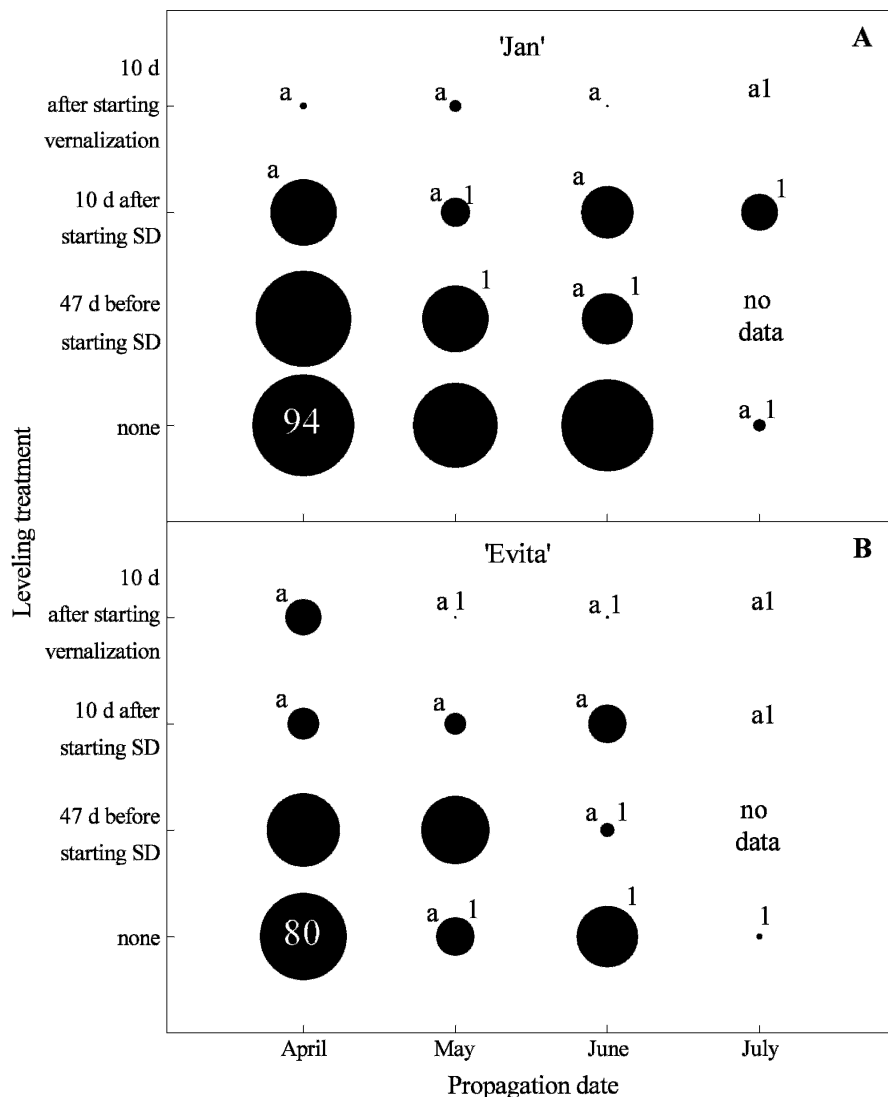 'Jan'
A
10 d
after starting
vernalization
a
a
a
a1
10 d after
starting SD
a
a 1
a
1
47 d before
starting SD
1
a 1
no
data
none
94
a 1
Leveling treatment
'Evita'
B
10 d
after starting
vernalization
a
a 1
a 1
a1
10 d after
starting SD
a
a
a
a1
47 d before
starting SD
a 1
no
data
none
80
a 1
1
1
April
May
June
July
Propagation date